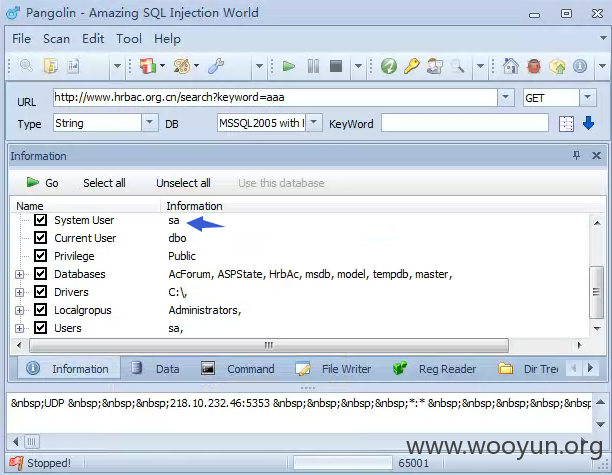 Pangolin - Amazing SQL Injection World
File Scan Edit Tool Help
URL http://www.hrbac.org.cn/search?keyword=aaa GET
Type String DB MSSQL2005 with KeyWord
Information
Go Select all Unselect all Use this database
Name Information
System User sa
Current User dbo
Privilege Public
Databases AcForum, ASPState, HrbAc, msdb, model, tempdb, master,
Drivers C:\,
Localgropus Administrators,
Users sa,
Information Data Command File Writer Reg Reader Dir Tre
&nbsp;UDP &nbsp;&nbsp;&nbsp;218.10.232.46:5353 &nbsp;&nbsp;&nbsp;&nbsp;*:* &nbsp;&nbsp;&nbsp;&nbsp;&nbsp
www.wooyun.org
Stopped! 65001